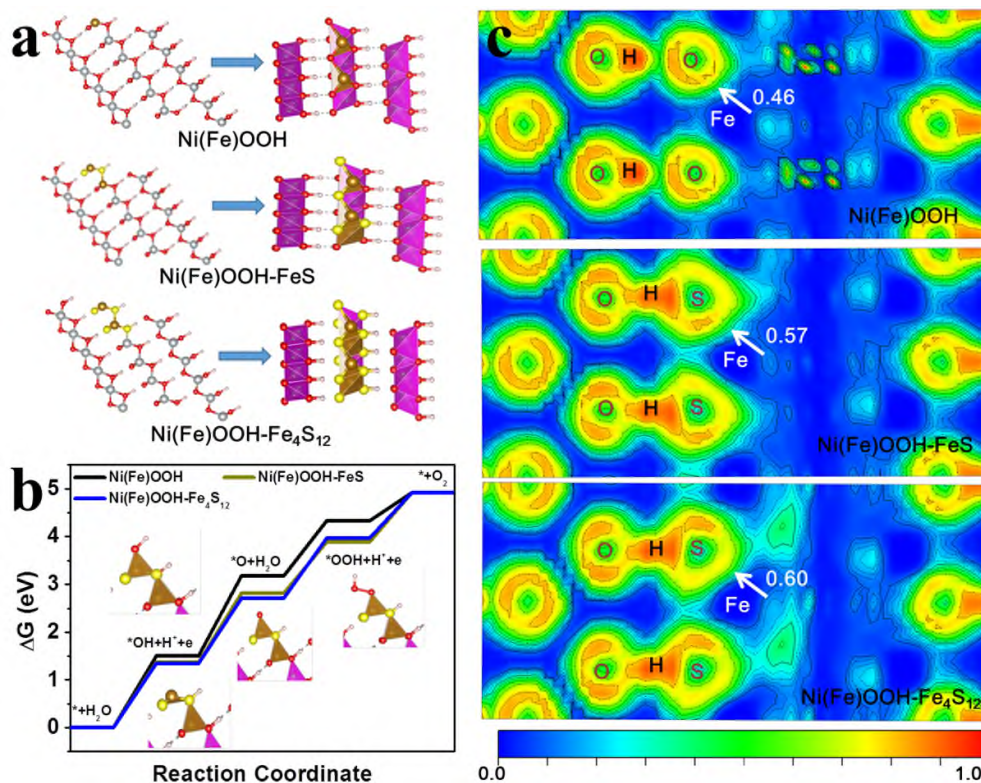 a
Ni(Fe)OOH
Ni(Fe)OOH-FeS
Ni(Fe)OOH-Fe₄S₁₂
b
Ni(Fe)OOH
Ni(Fe)OOH-FeS
Ni(Fe)OOH-Fe₄S₁₂
*+O₂
*O+H₂O
*OOH+H⁺+e
*OH+H⁺+e
*+H₂O
ΔG (eV)
5
4
3
2
1
0
Reaction Coordinate
c
O H O
0.46
Fe
O H O
Ni(Fe)OOH
O H S
0.57
Fe
O H S
Ni(Fe)OOH-FeS
O H S
0.60
Fe
O H S
Ni(Fe)OOH-Fe₄S₁₂
0.0 1.0